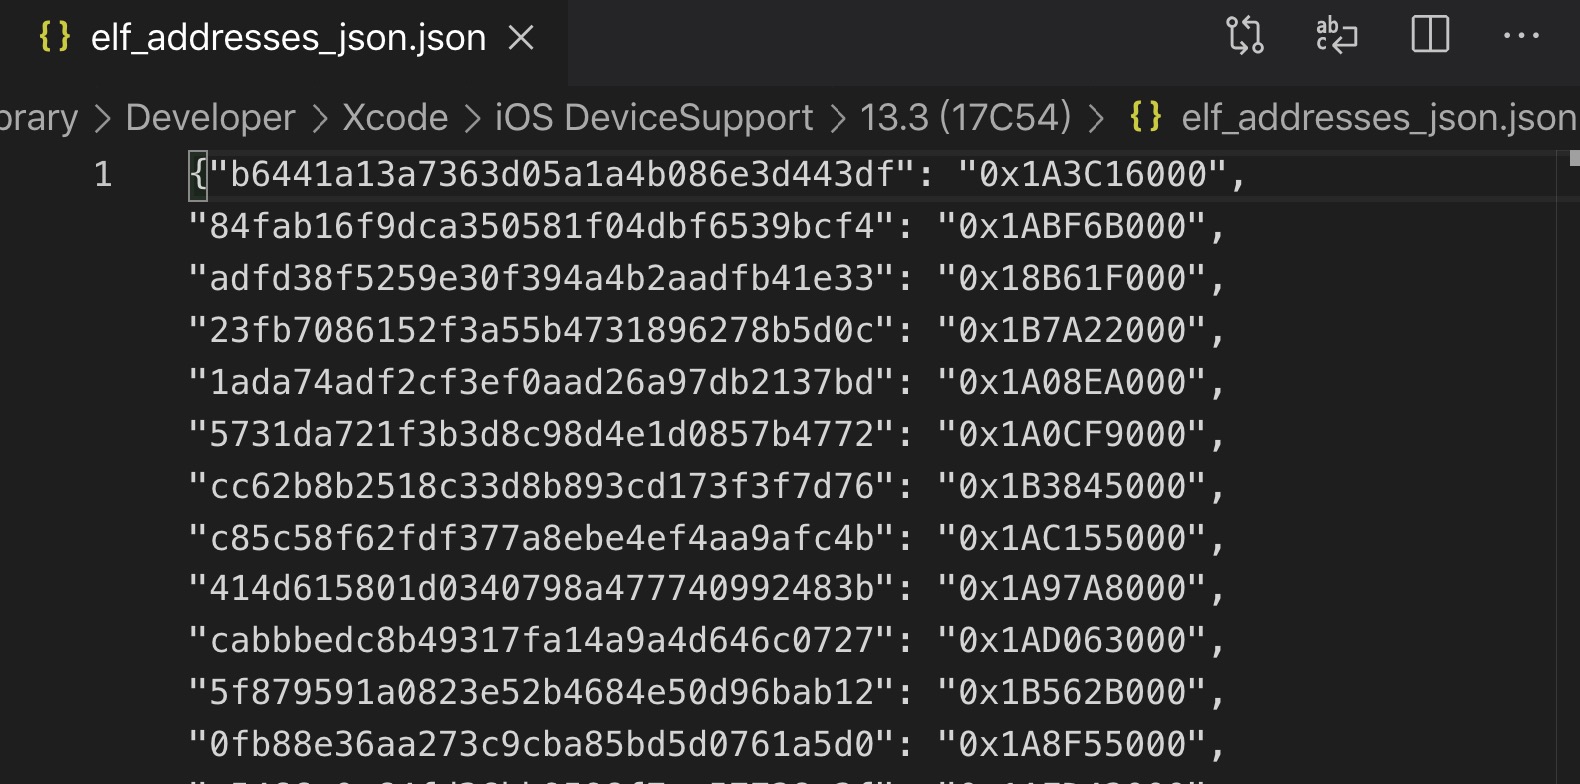 {} elf_addresses_json.json
ab
c
brary > Developer > Xcode > iOS DeviceSupport > 13.3 (17C54) > {} elf_addresses_json.json
1 {"b6441a13a7363d05a1a4b086e3d443df": "0x1A3C16000",
"84fab16f9dca350581f04dbf6539bcf4": "0x1ABF6B000",
"adfd38f5259e30f394a4b2aadfb41e33": "0x18B61F000",
"23fb7086152f3a55b4731896278b5d0c": "0x1B7A22000",
"1ada74adf2cf3ef0aad26a97db2137bd": "0x1A08EA000",
"5731da721f3b3d8c98d4e1d0857b4772": "0x1A0CF9000",
"cc62b8b2518c33d8b893cd173f3f7d76": "0x1B3845000",
"c85c58f62fdf377a8ebe4ef4aa9afc4b": "0x1AC155000",
"414d615801d0340798a477740992483b": "0x1A97A8000",
"cabbbedc8b49317fa14a9a4d646c0727": "0x1AD063000",
"5f879591a0823e52b4684e50d96bab12": "0x1B562B000",
"0fb88e36aa273c9cba85bd5d0761a5d0": "0x1A8F55000",